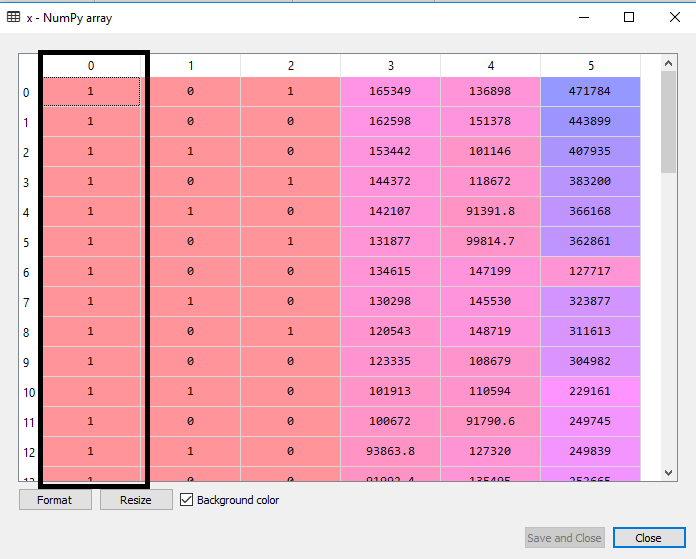 x - NumPy array
0 1 2 3 4 5
0 1 0 1 165349 136898 471784
1 1 0 0 162598 151378 443899
2 1 1 0 153442 101146 407935
3 1 0 1 144372 118672 383200
4 1 1 0 142107 91391.8 366168
5 1 0 1 131877 99814.7 362861
6 1 0 0 134615 147199 127717
7 1 1 0 130298 145530 323877
8 1 0 1 120543 148719 311613
9 1 0 0 123335 108679 304982
10 1 1 0 101913 110594 229161
11 1 0 0 100672 91790.6 249745
12 1 1 0 93863.8 127320 249839
13 1 0 0 91992.4 135495 252665
Format Resize Background color
Save and Close Close